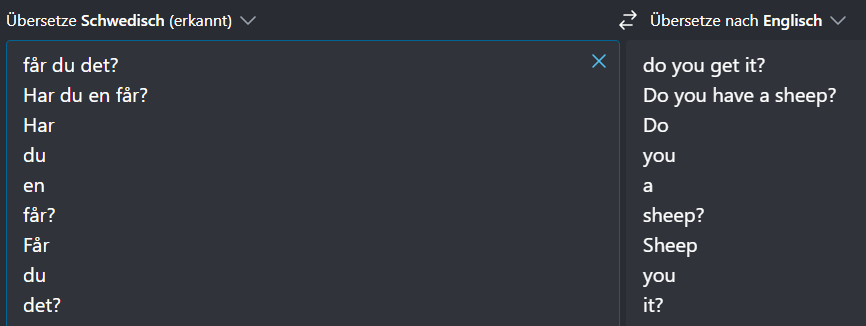 Übersetze Schwedisch (erkannt)
Übersetze nach Englisch
får du det?
Har du en får?
Har
du
en
får?
Får
du
det?
do you get it?
Do you have a sheep?
Do
you
a
sheep?
Sheep
you
it?